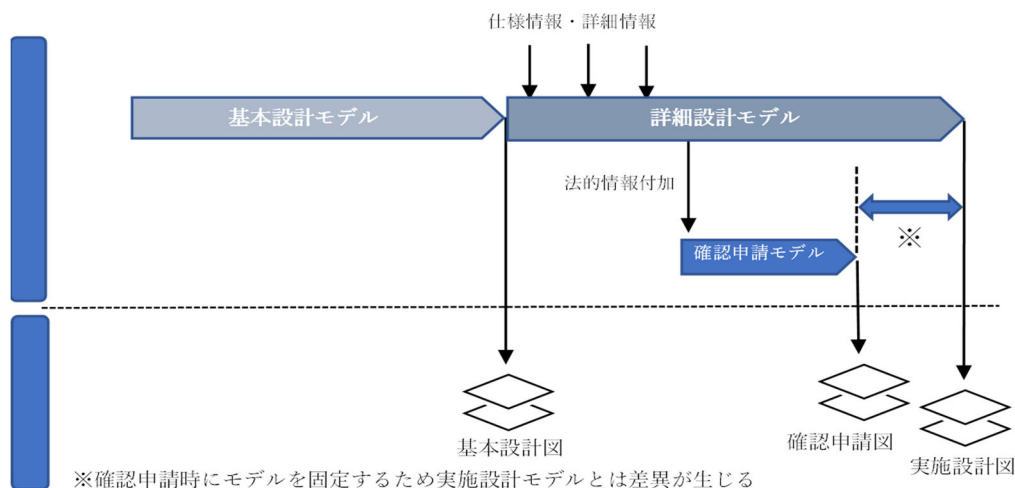 仕様情報・詳細情報
基本設計モデル
詳細設計モデル
法的情報付加
※
確認申請モデル
基本設計図
確認申請図
実施設計図
※確認申請時にモデルを固定するため実施設計モデルとは差異が生じる